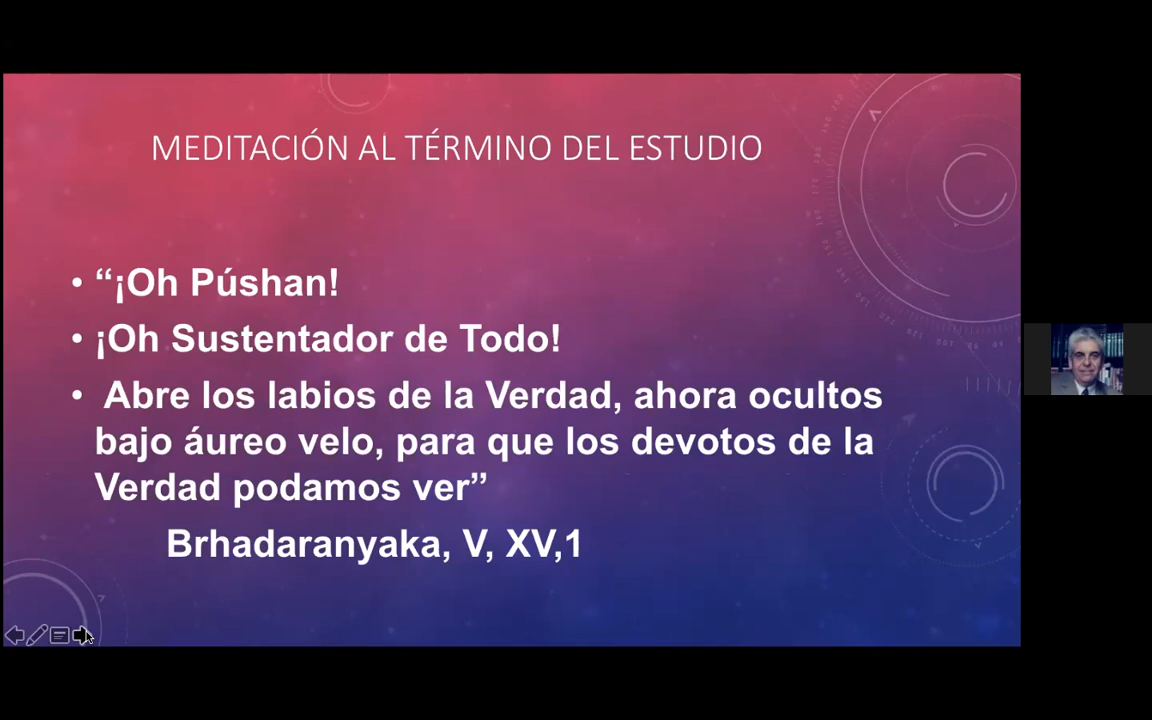 MEDITACIÓN AL TÉRMINO DEL ESTUDIO
• “¡Oh Púshan!
• ¡Oh Sustentador de Todo!
• Abre los labios de la Verdad, ahora ocultos
bajo áureo velo, para que los devotos de la
Verdad podamos ver”
Brhadaranyaka, V, XV,1